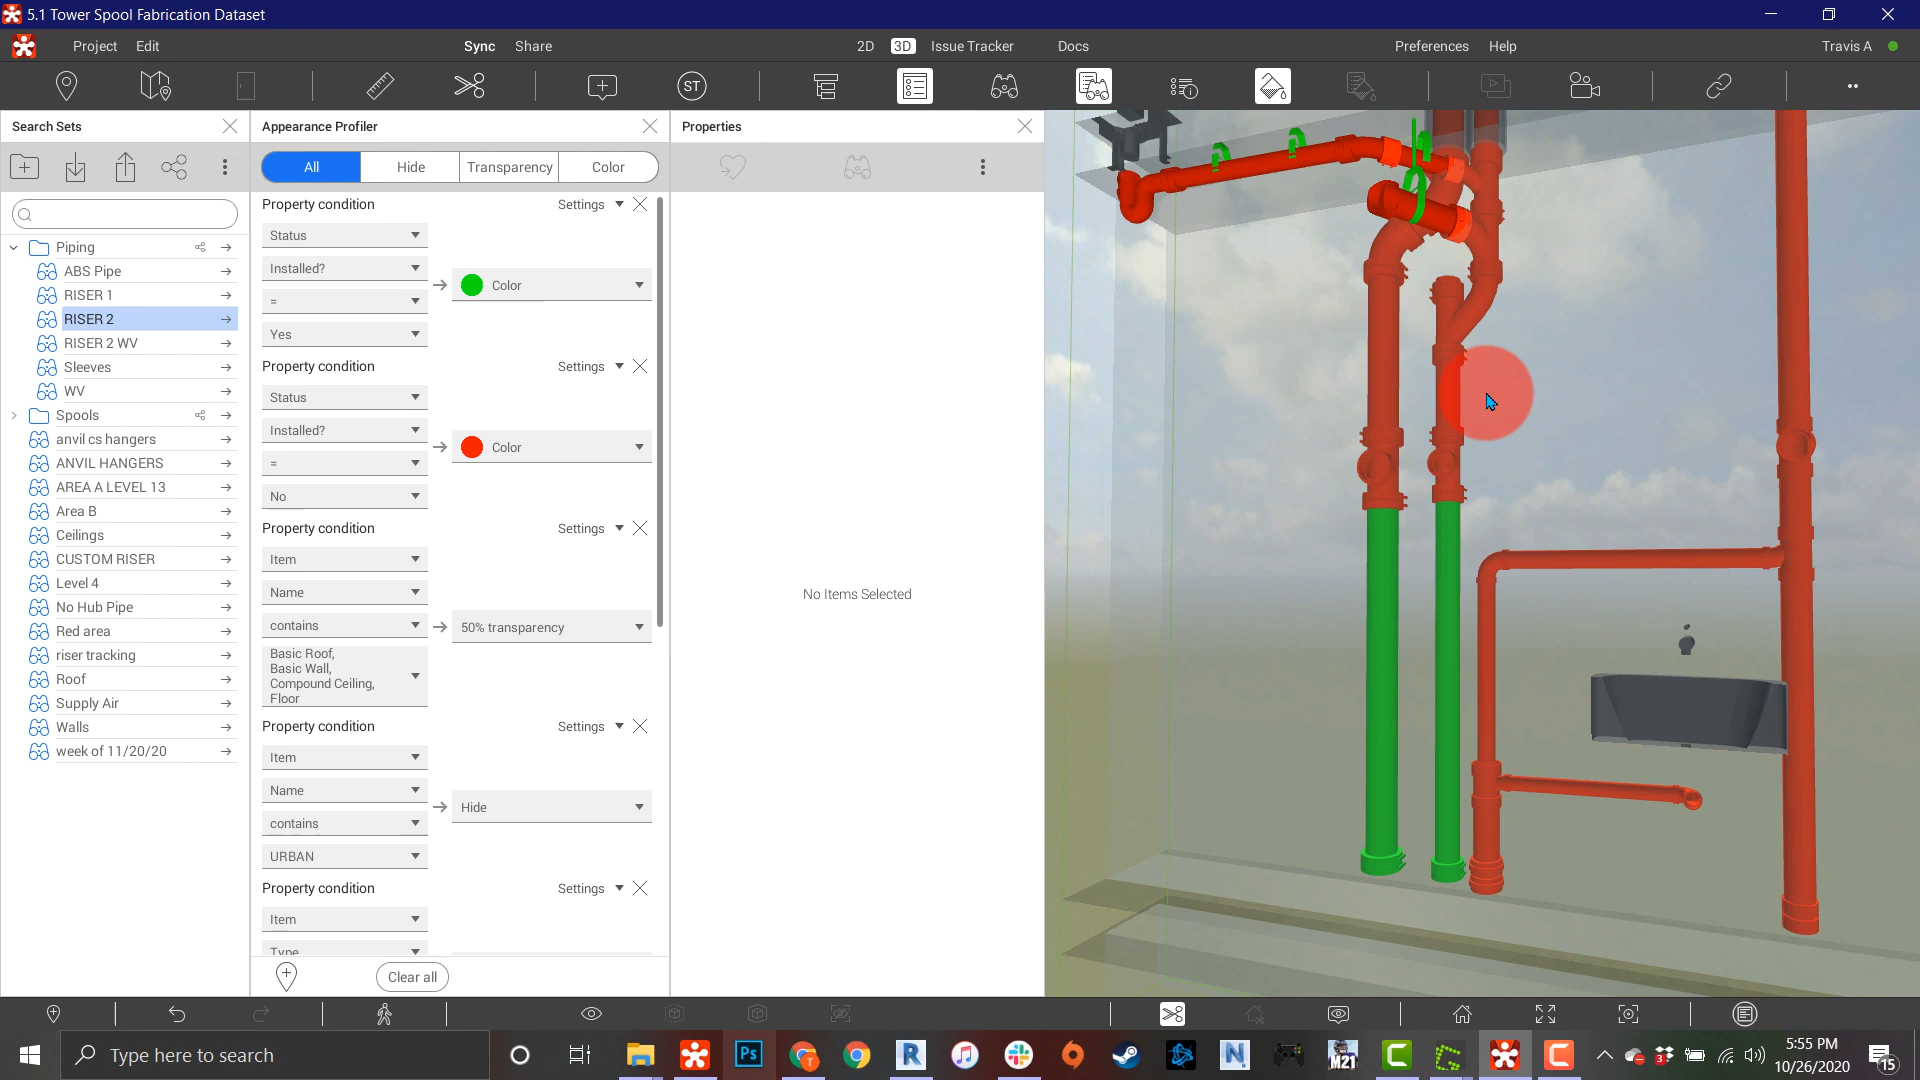 5.1 Tower Spool Fabrication Dataset
Project Edit Sync Share 2D 3D Issue Tracker Docs Preferences Help Travis A
ST
Search Sets
Piping
ABS Pipe
RISER 1
RISER 2
RISER 2 WV
Sleeves
WV
Spools
anvil cs hangers
ANVIL HANGERS
AREA A LEVEL 13
Area B
Ceilings
CUSTOM RISER
Level 4
No Hub Pipe
Red area
riser tracking
Roof
Supply Air
Walls
week of 11/20/20
Appearance Profiler
All Hide Transparency Color
Property condition Settings
Status
Installed?
=
Yes
Color
Property condition Settings
Status
Installed?
=
No
Color
Property condition Settings
Item
Name
contains
Basic Roof,
Basic Wall,
Compound Ceiling,
Floor
50% transparency
Property condition Settings
Item
Name
contains
URBAN
Hide
Property condition Settings
Item
Type
Clear all
Properties
No Items Selected
Type here to search
Ps
T
R
N
M21
C
C
3
5:55 PM
10/26/2020
15